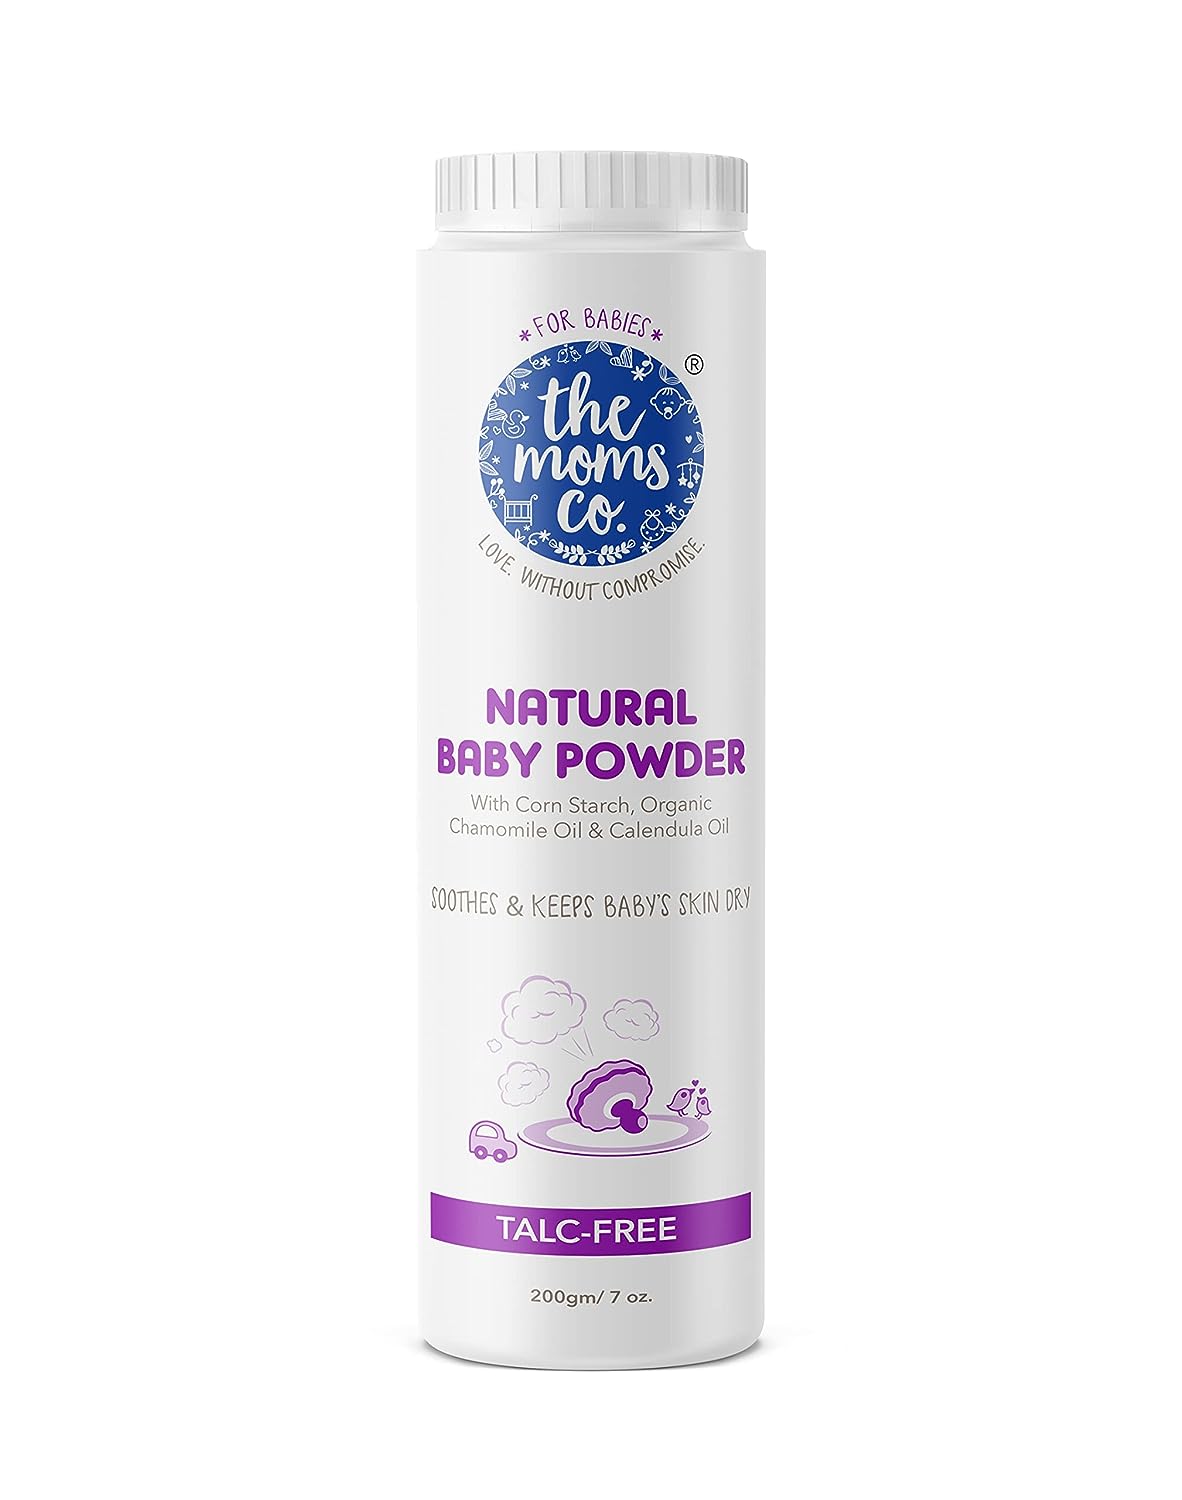 *FOR BABIES*
®
the
moms
co.
LOVE. WITHOUT COMPROMISE.
NATURAL
BABY POWDER
With Corn Starch, Organic
Chamomile Oil & Calendula Oil
SOOTHES & KEEPS BABY'S SKIN DRY
TALC-FREE
200gm/ 7 oz.